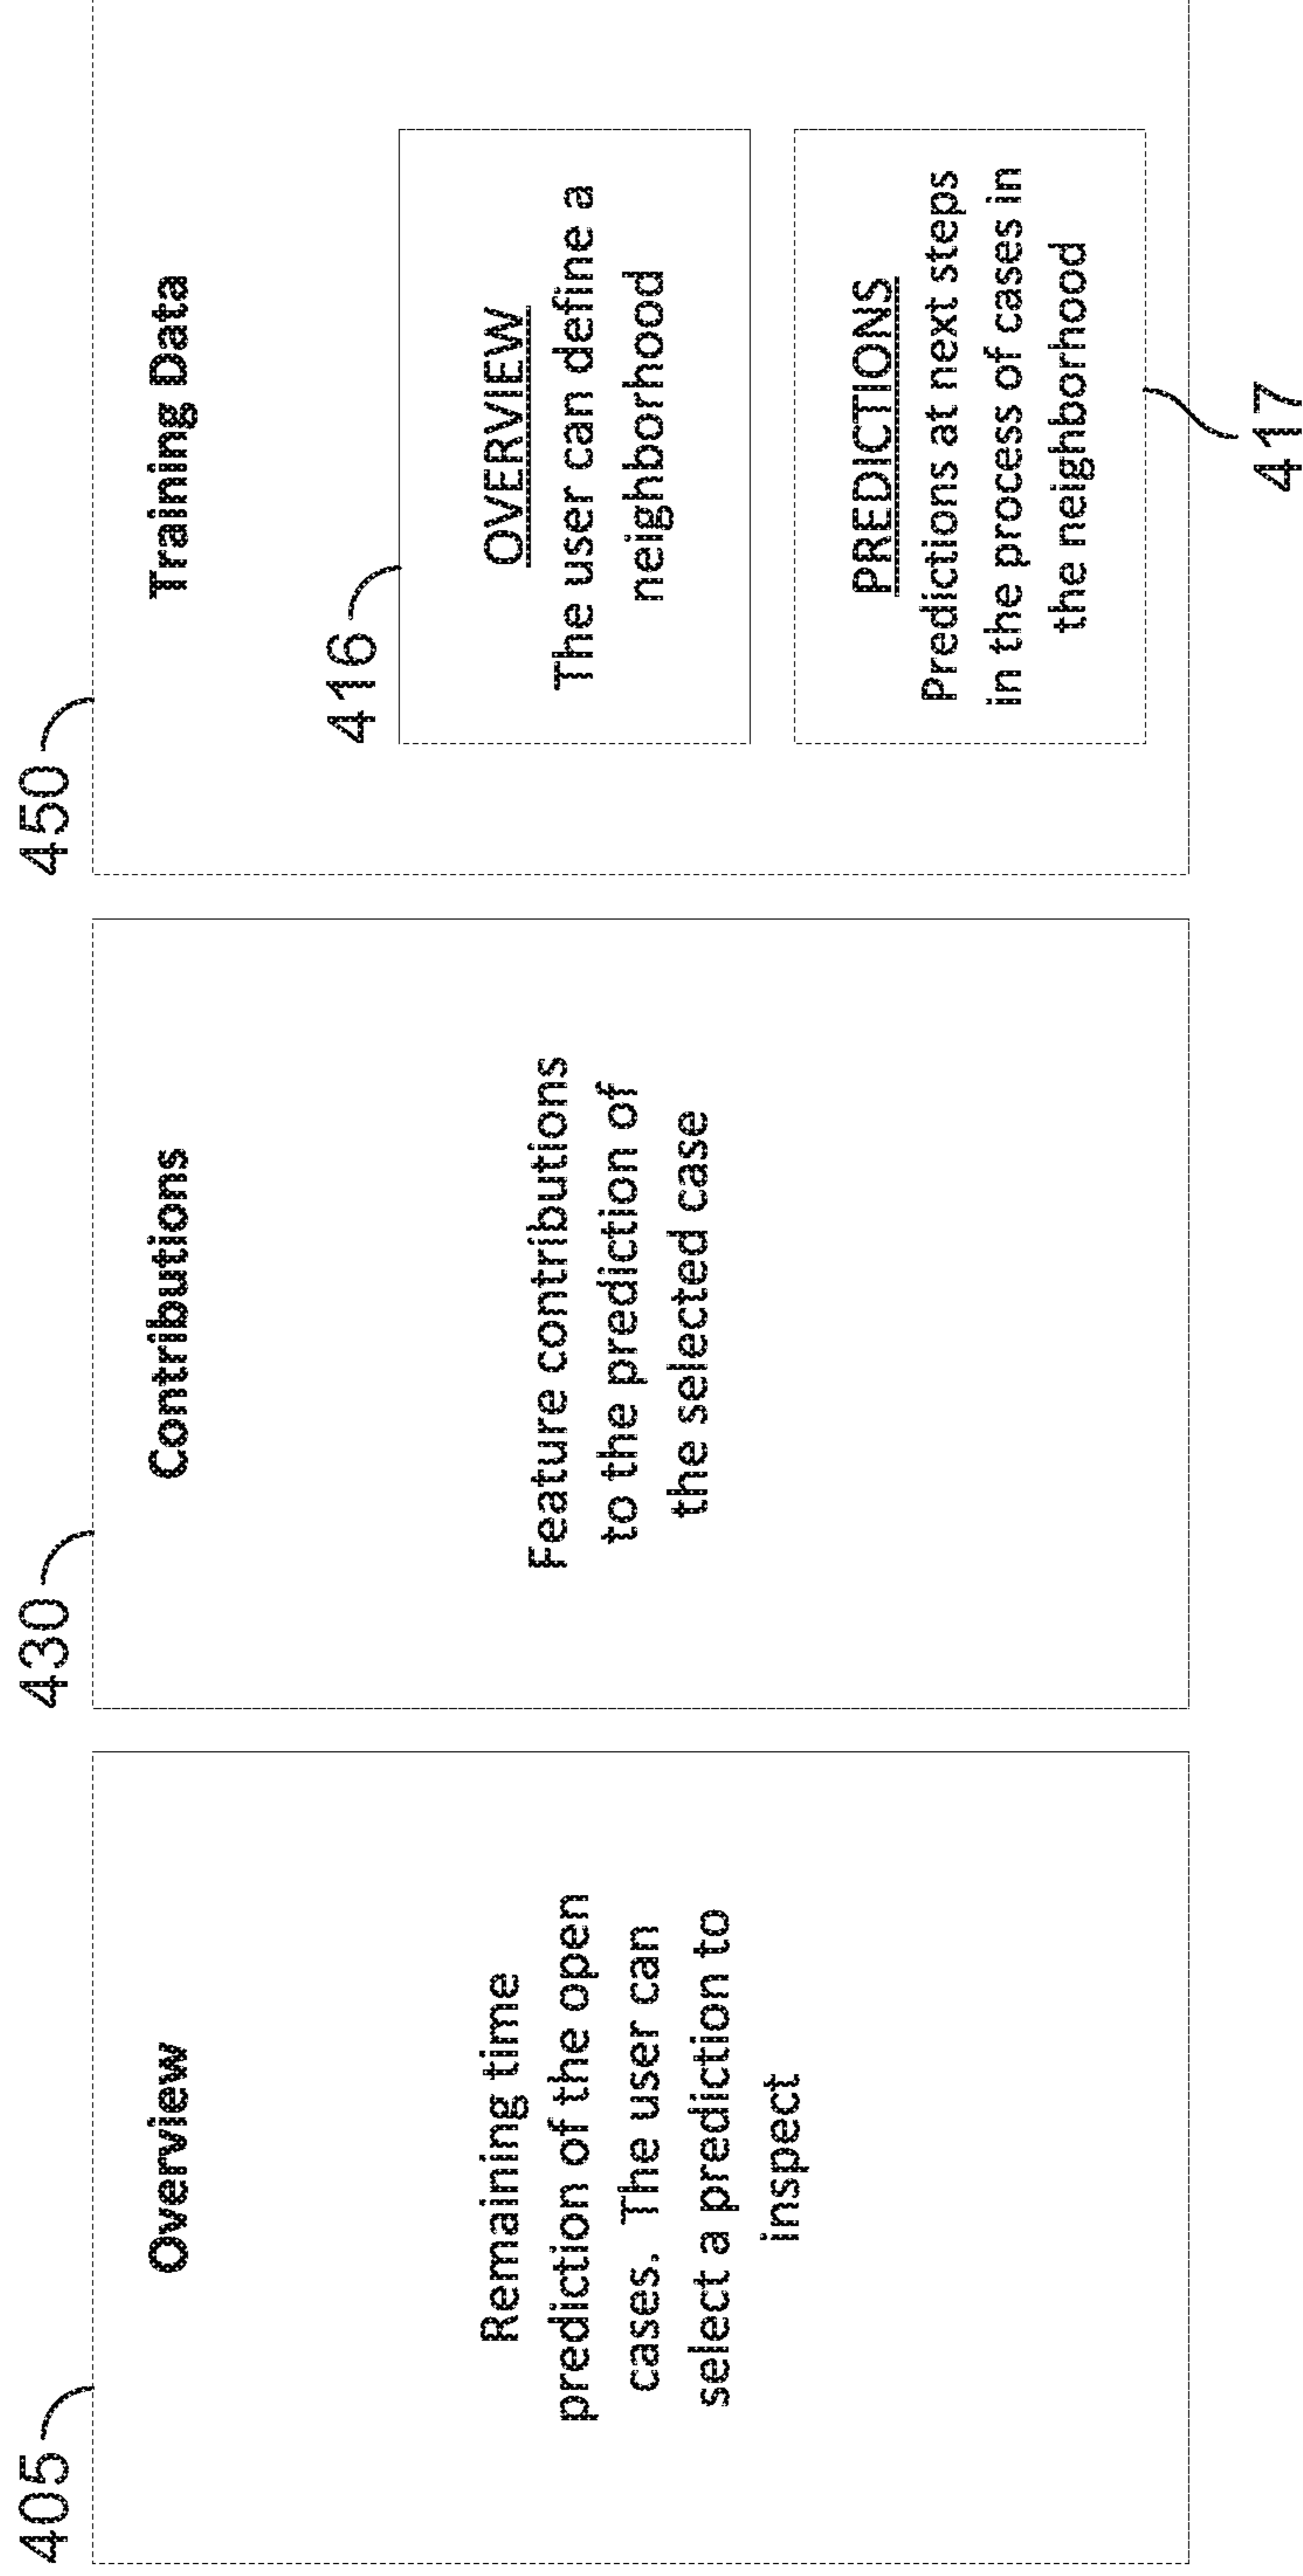 405
Overview
Remaining time
prediction of the open
cases. The user can
select a prediction to
inspect
430
Contributions
Feature contributions
to the prediction of
the selected case
450
Training Data
416
OVERVIEW
The user can define a
neighborhood
PREDICTIONS
Predictions at next steps
in the process of cases in
the neighborhood
417